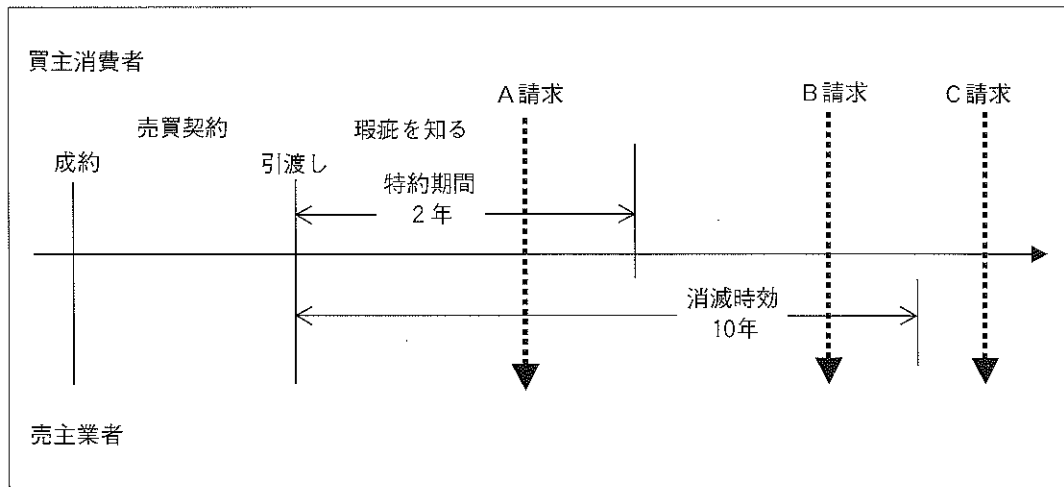 買主消費者
A請求
B請求
C請求
売買契約
瑕疵を知る
成約
引渡し
特約期間
2年
消滅時効
10年
売主業者